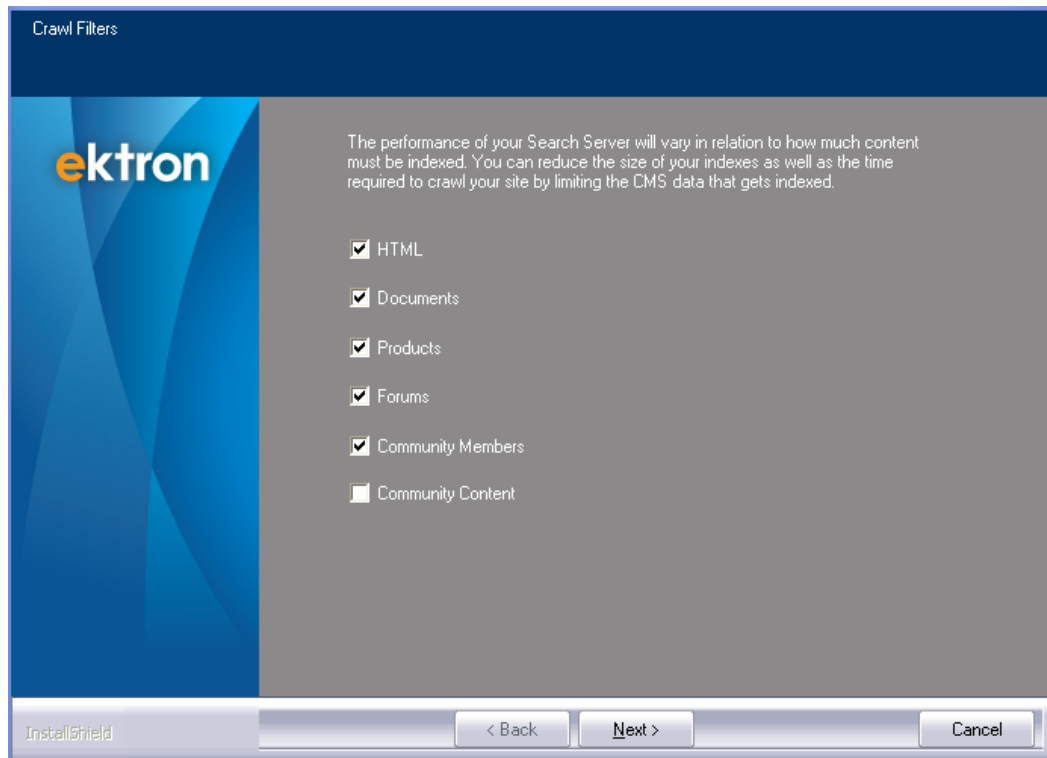 Crawl Filters
ektron
The performance of your Search Server will vary in relation to how much content
must be indexed. You can reduce the size of your indexes as well as the time
required to crawl your site by limiting the CMS data that gets indexed.
HTML
Documents
Products
Forums
Community Members
Community Content
InstallShield
< Back
Next >
Cancel